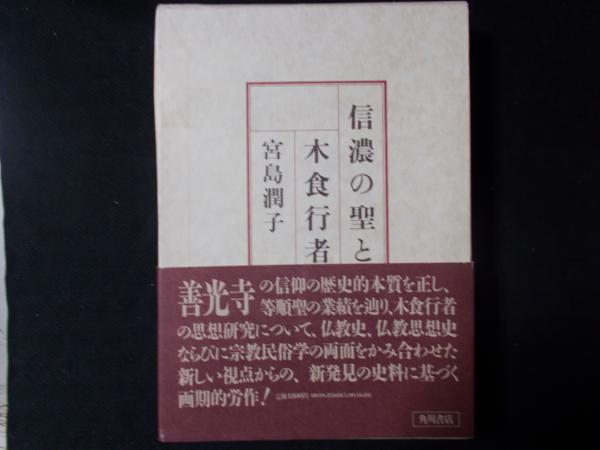 信濃の聖と
木食行者
宮島潤子
善光寺の信仰の歴史的本質を正し、
等順聖の業績を辿り、木食行者
の思想研究について、仏教史、仏教思想史
ならびに宗教民俗学の両面をかみ合わせた
新しい視点からの、新発見の史料に基づく
画期的労作!
角川書店